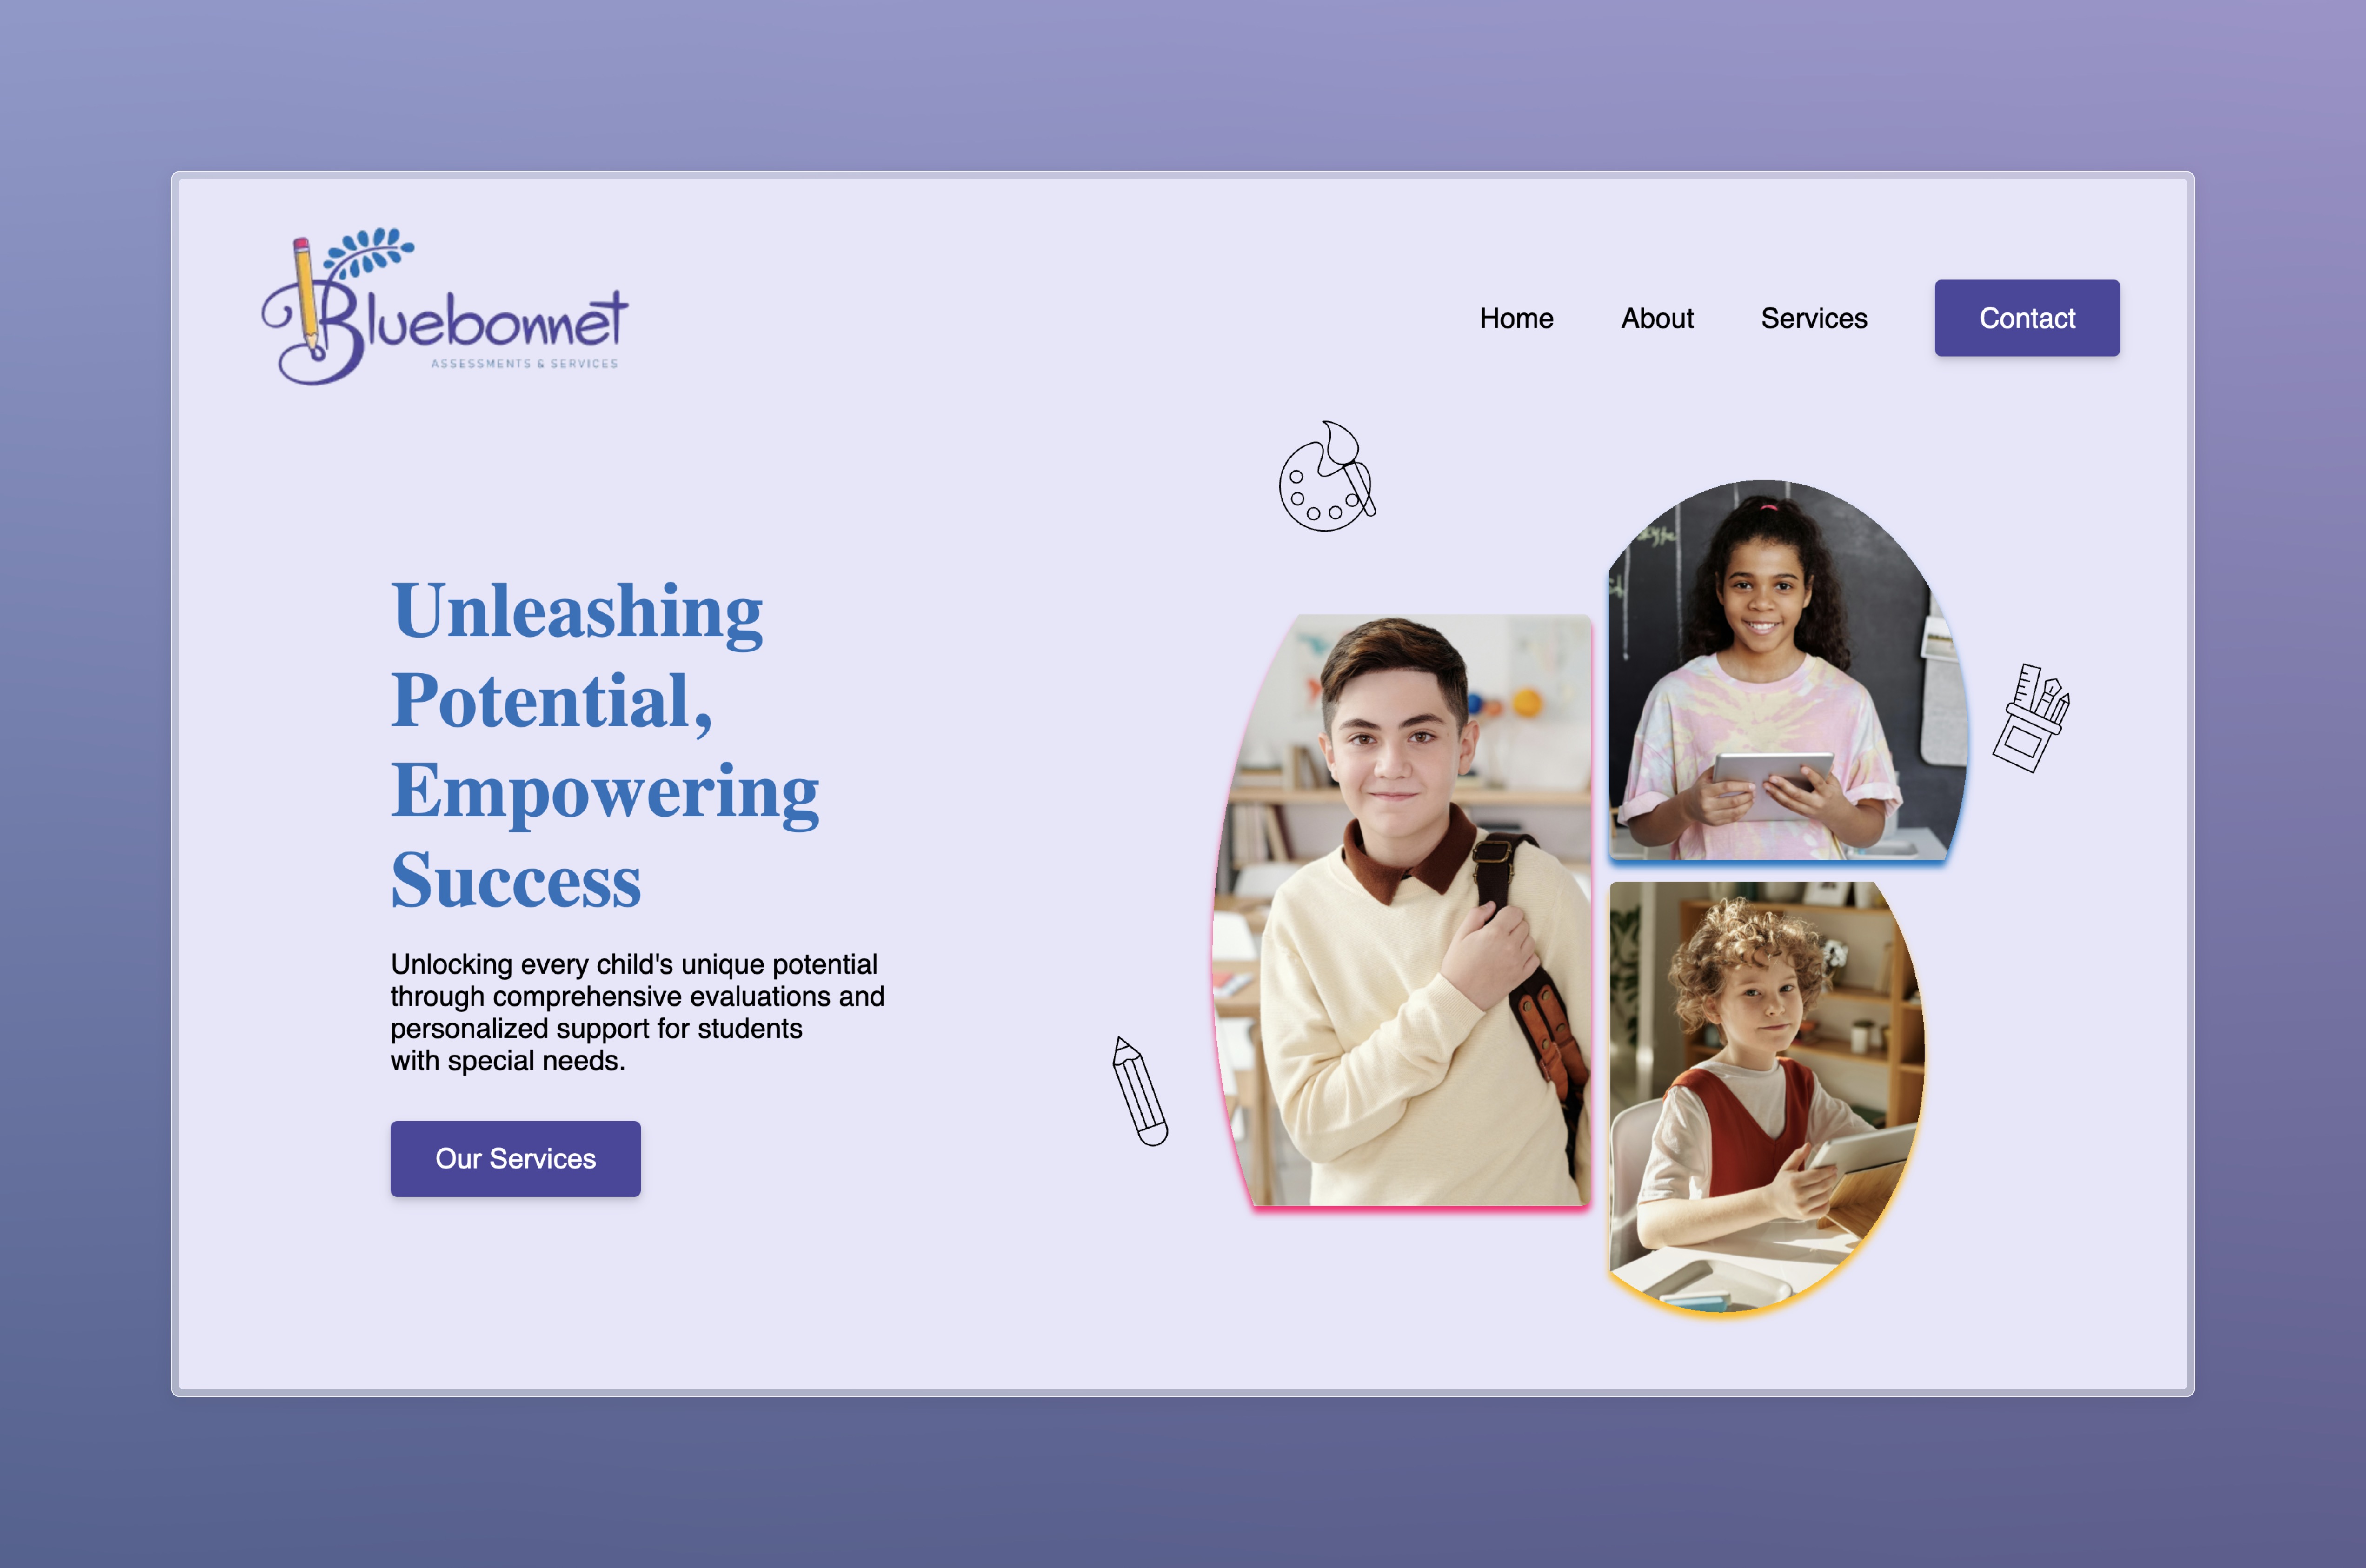 Bluebonnet
ASSESSMENTS & SERVICES
Home
About
Services
Contact
Unleashing
Potential,
Empowering
Success
Unlocking every child's unique potential
through comprehensive evaluations and
personalized support for students
with special needs.
Our Services